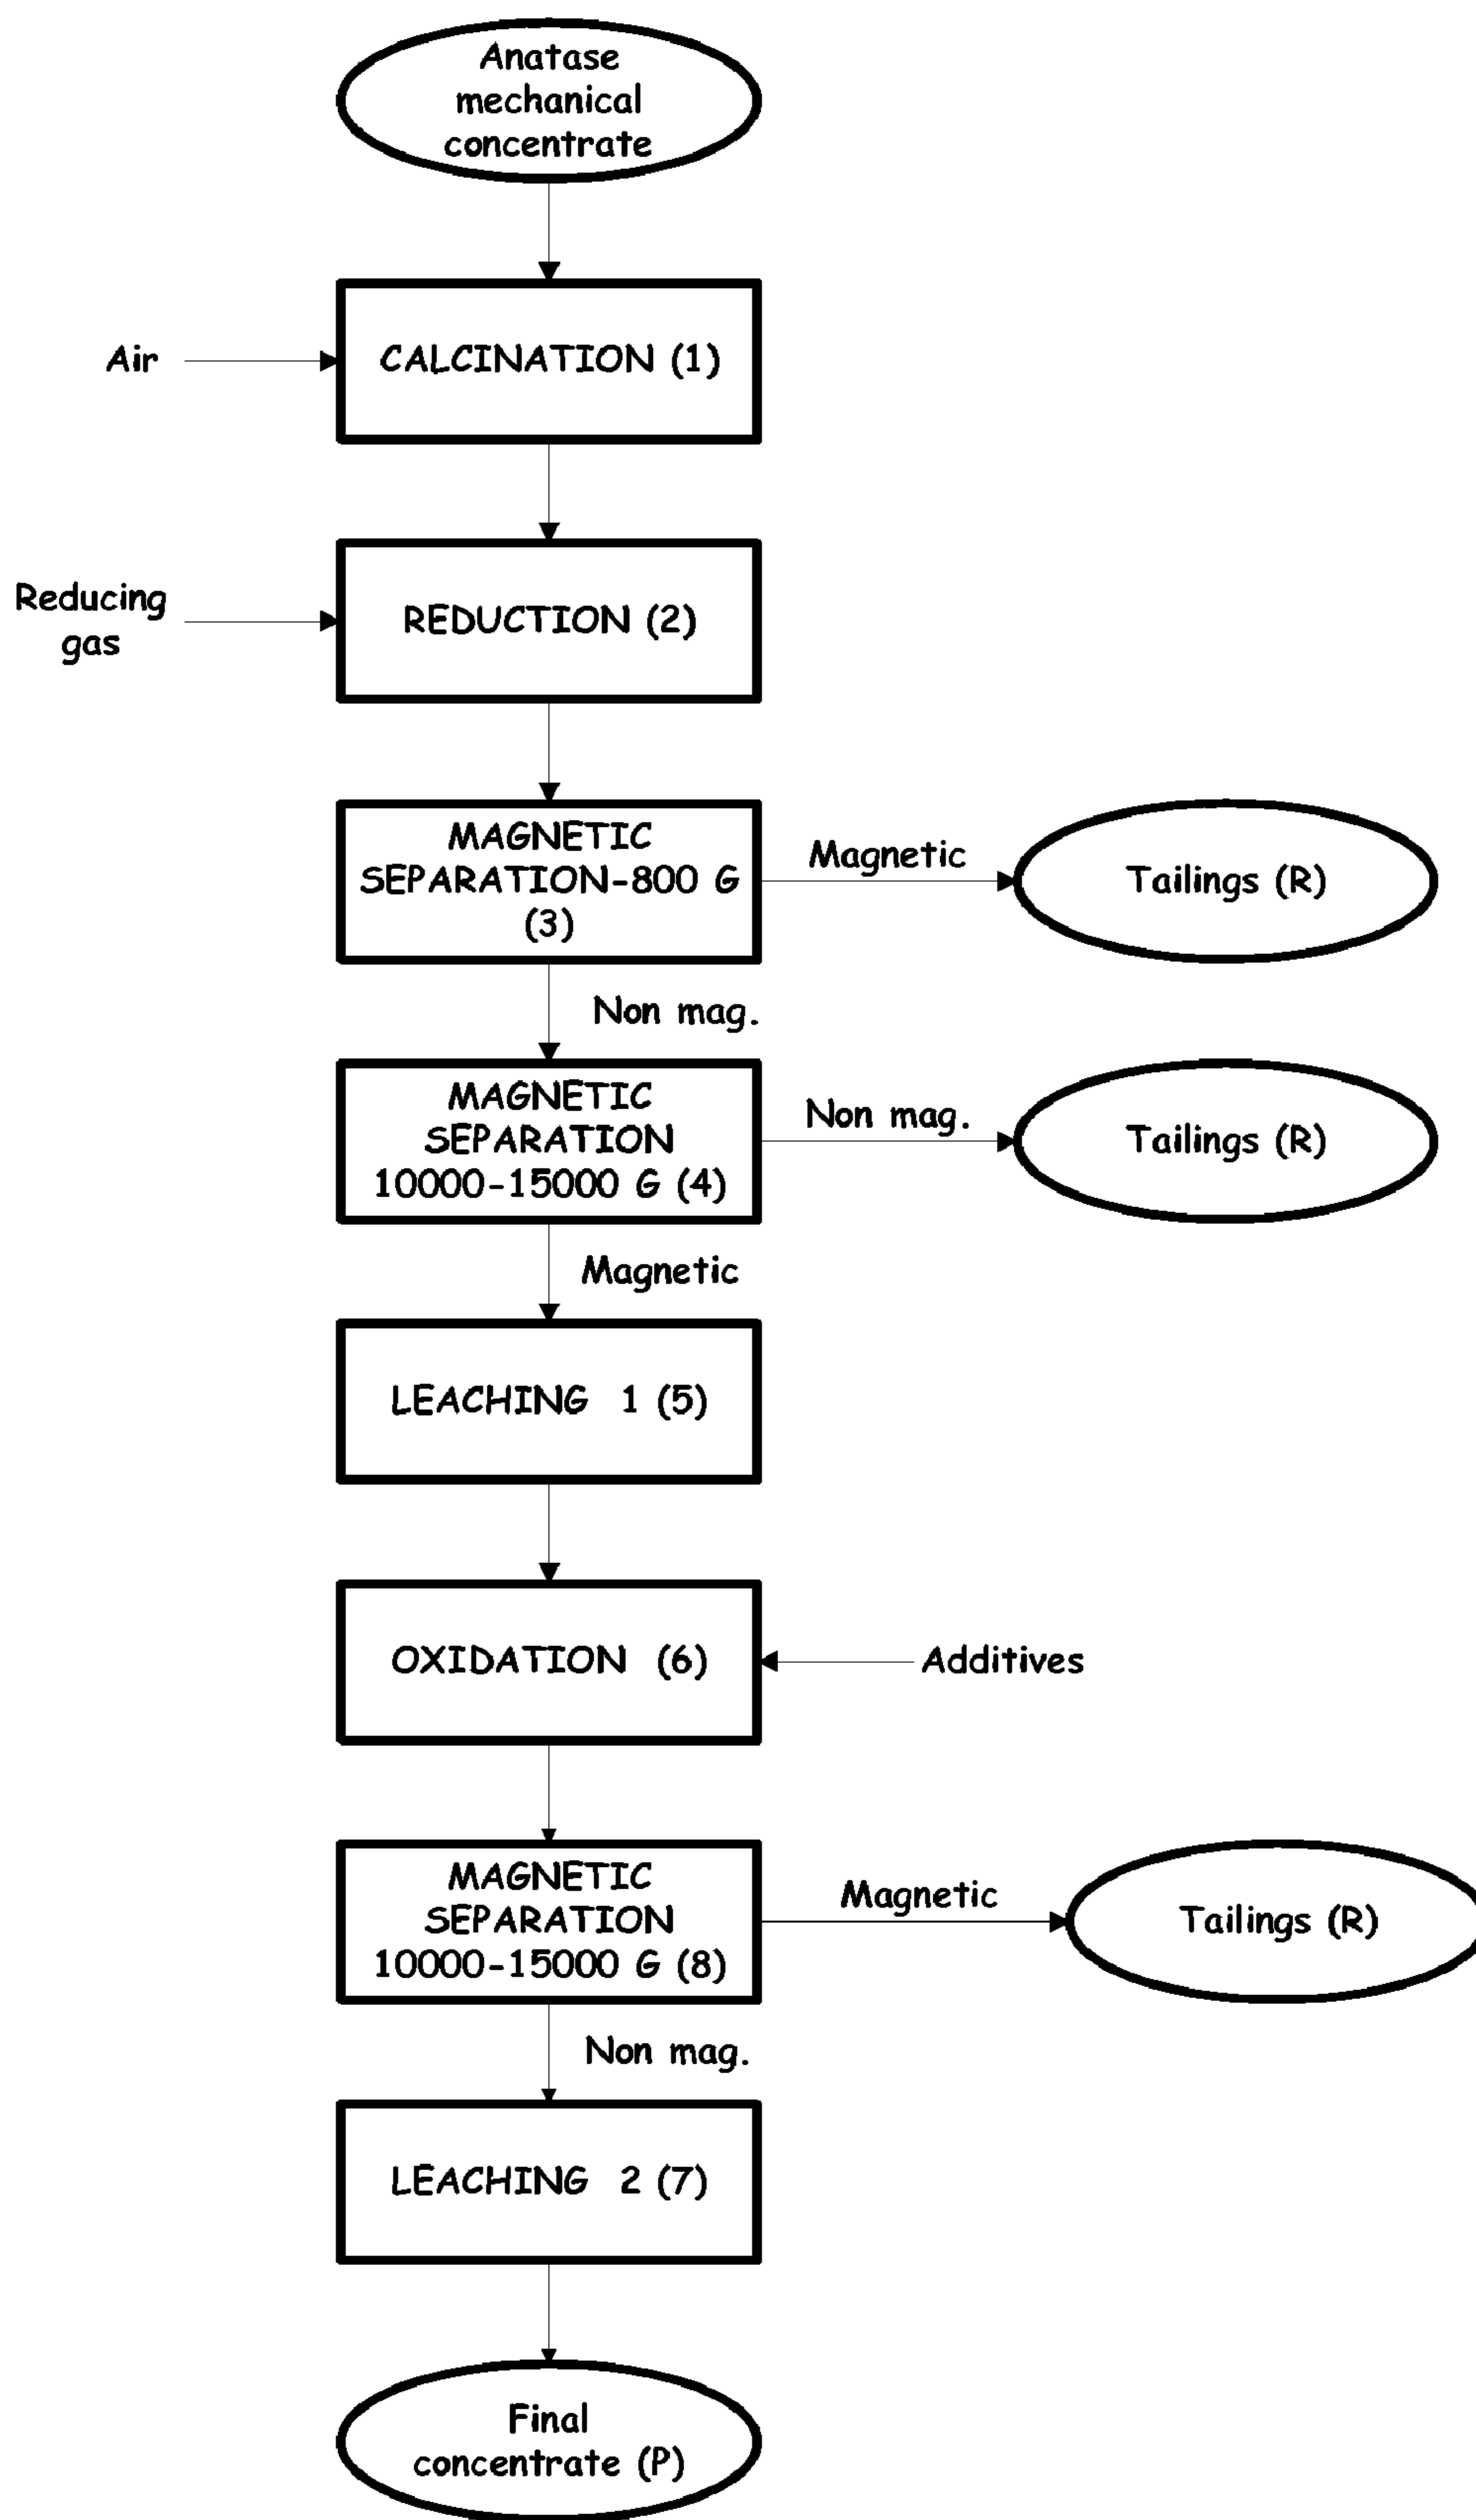 Anatase
mechanical
concentrate
Air
CALCINATION (1)
Reducing
gas
REDUCTION (2)
MAGNETIC
SEPARATION-800 G
(3)
Magnetic
Tailings (R)
Non mag.
MAGNETIC
SEPARATION
10000-15000 G (4)
Non mag.
Tailings (R)
Magnetic
LEACHING 1 (5)
OXIDATION (6)
Additives
MAGNETIC
SEPARATION
10000-15000 G (8)
Magnetic
Tailings (R)
Non mag.
LEACHING 2 (7)
Final
concentrate (P)